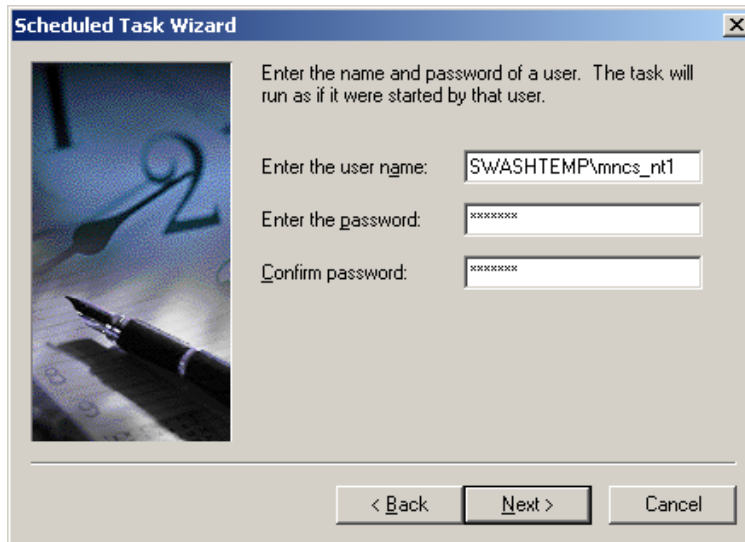 Scheduled Task Wizard
Enter the name and password of a user. The task will
run as if it were started by that user.
Enter the user name: SWASHTEMP\mncs_nt1
Enter the password: *******
Confirm password: *******
< Back Next > Cancel